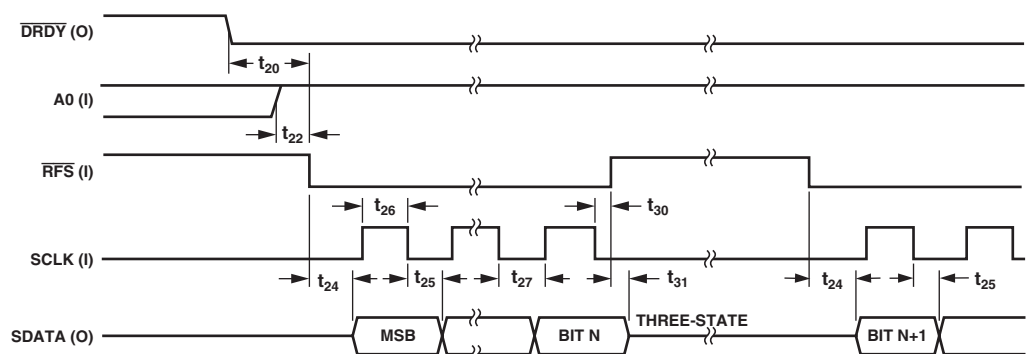 DRDY (O)
t20
A0 (I)
t22
RFS (I)
t26
t30
SCLK (I)
t24
t25
t27
t31
t24
t25
SDATA (O)
MSB
BIT N
THREE-STATE
BIT N+1